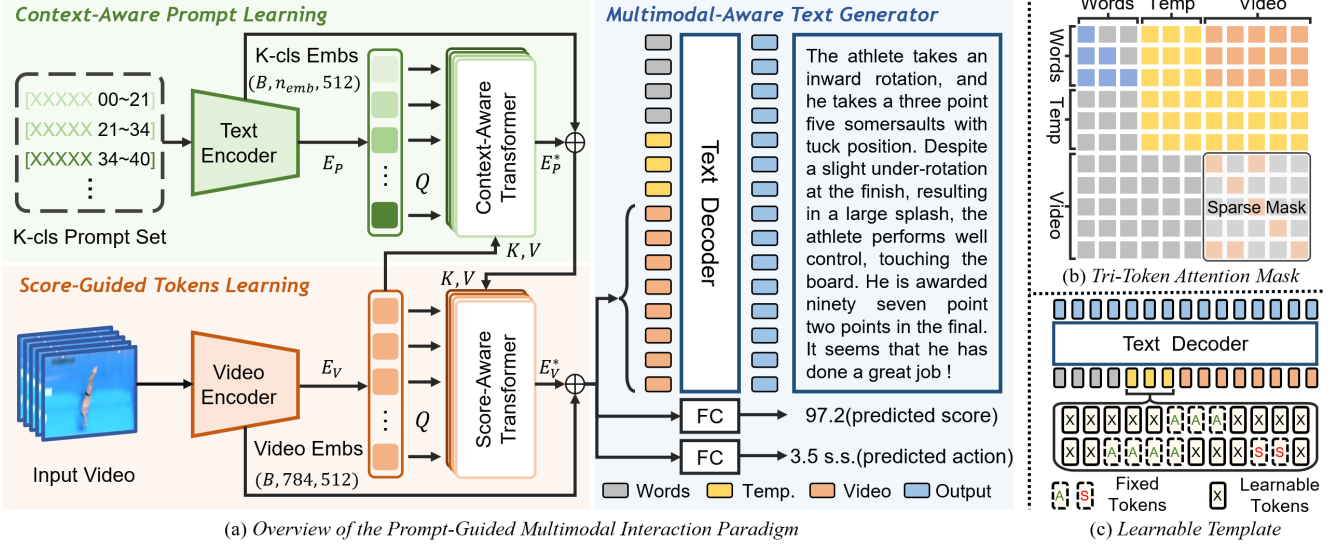 Context-Aware Prompt Learning
K-cls Embs
(B, n_emb, 512)
[XXXXX 00~21]
[XXXXX 21~34]
[XXXXX 34~40]
⋮
K-cls Prompt Set
Text
Encoder
E_P
⋮
Q
Context-Aware
Transformer
E_P^*
K, V
Score-Guided Tokens Learning
K, V
Input Video
Video
Encoder
E_V
Video Embs
(B, 784, 512)
⋮
Q
Score-Aware
Transformer
E_V^*
Multimodal-Aware Text Generator
Text Decoder
The athlete takes an
inward rotation, and
he takes a three point
five somersaults with
tuck position. Despite
a slight under-rotation
at the finish, resulting
in a large splash, the
athlete performs well
control, touching the
board. He is awarded
ninety seven point
two points in the final.
It seems that he has
done a great job !
FC
97.2(predicted score)
FC
3.5 s.s.(predicted action)
Words
Temp.
Video
Output
(a) Overview of the Prompt-Guided Multimodal Interaction Paradigm
Words Temp Video
Words
Temp
Video
Sparse Mask
(b) Tri-Token Attention Mask
Text Decoder
X X X X X A A A X X X X
X X A A A A X X X S S X
A S Fixed
Tokens
X Learnable
Tokens
(c) Learnable Template